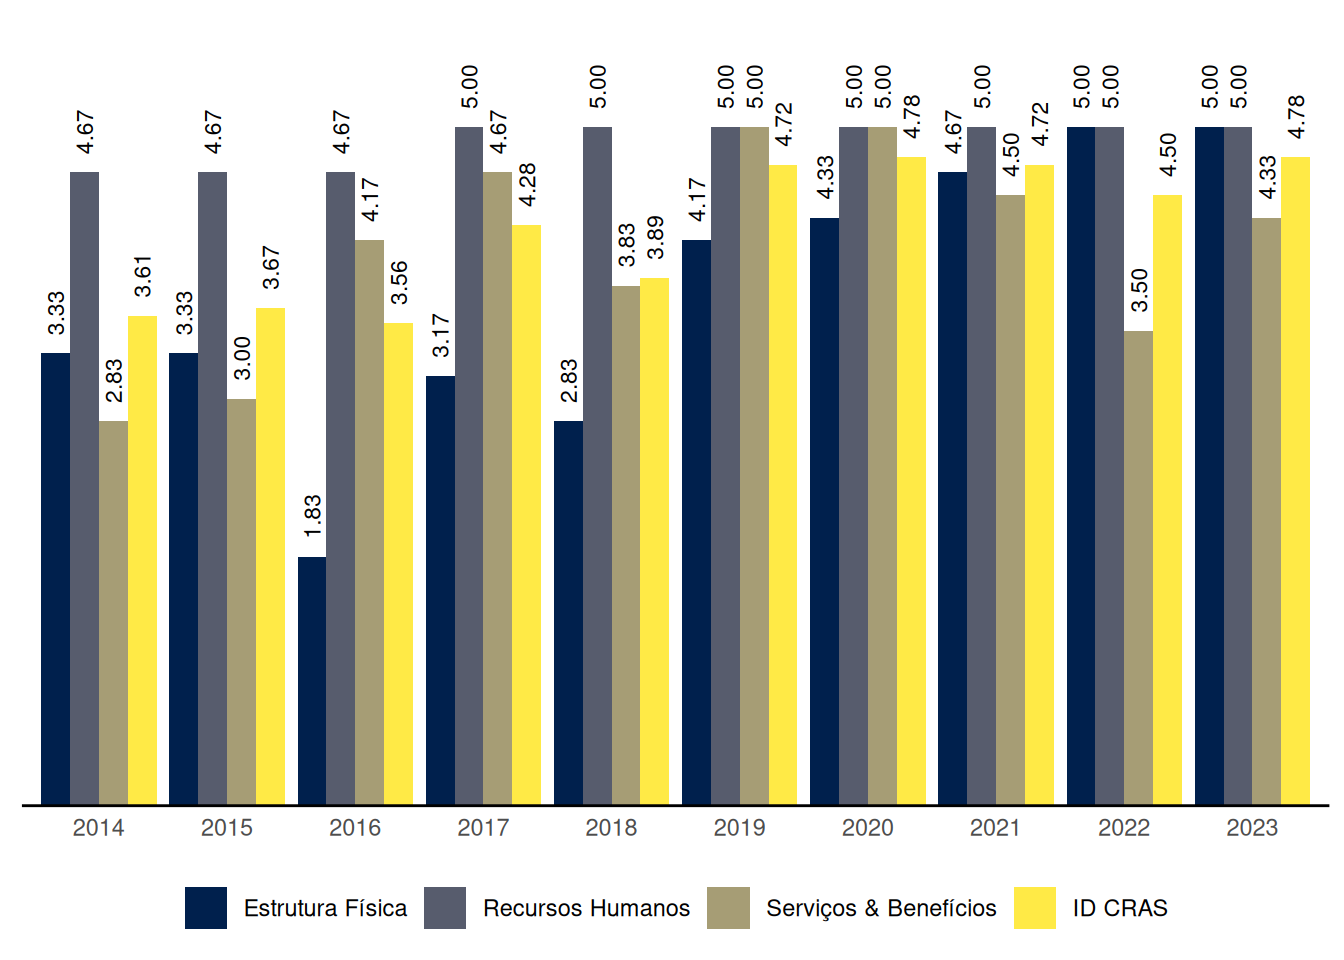 5.00 5.00 5.00 5.00 5.00 5.00 5.00 5.00 5.00 5.00 5.00
4.67 4.67 4.67 4.67 4.72 4.78 4.67 4.72 4.78
4.17 4.28 4.17 4.33 4.50 4.50 4.33
3.33 3.61 3.33 3.67 3.56 3.83 3.89
2.83 3.00 3.17 2.83 3.50
1.83
2014 2015 2016 2017 2018 2019 2020 2021 2022 2023
Estrutura Física Recursos Humanos Serviços & Benefícios ID CRAS